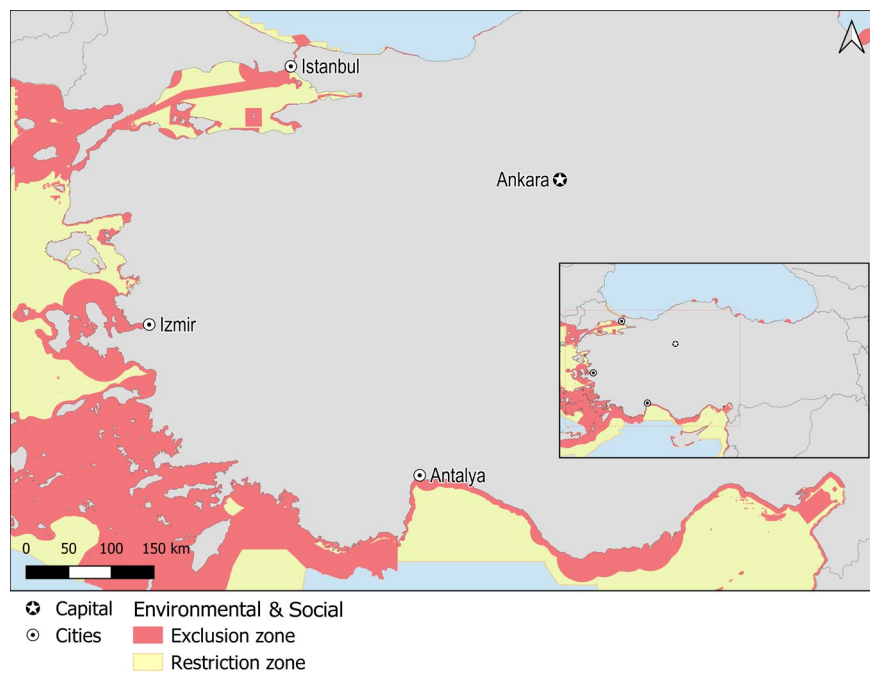 Istanbul
Ankara
Izmir
Antalya
0 50 100 150 km
Capital Environmental & Social
Cities Exclusion zone
Restriction zone